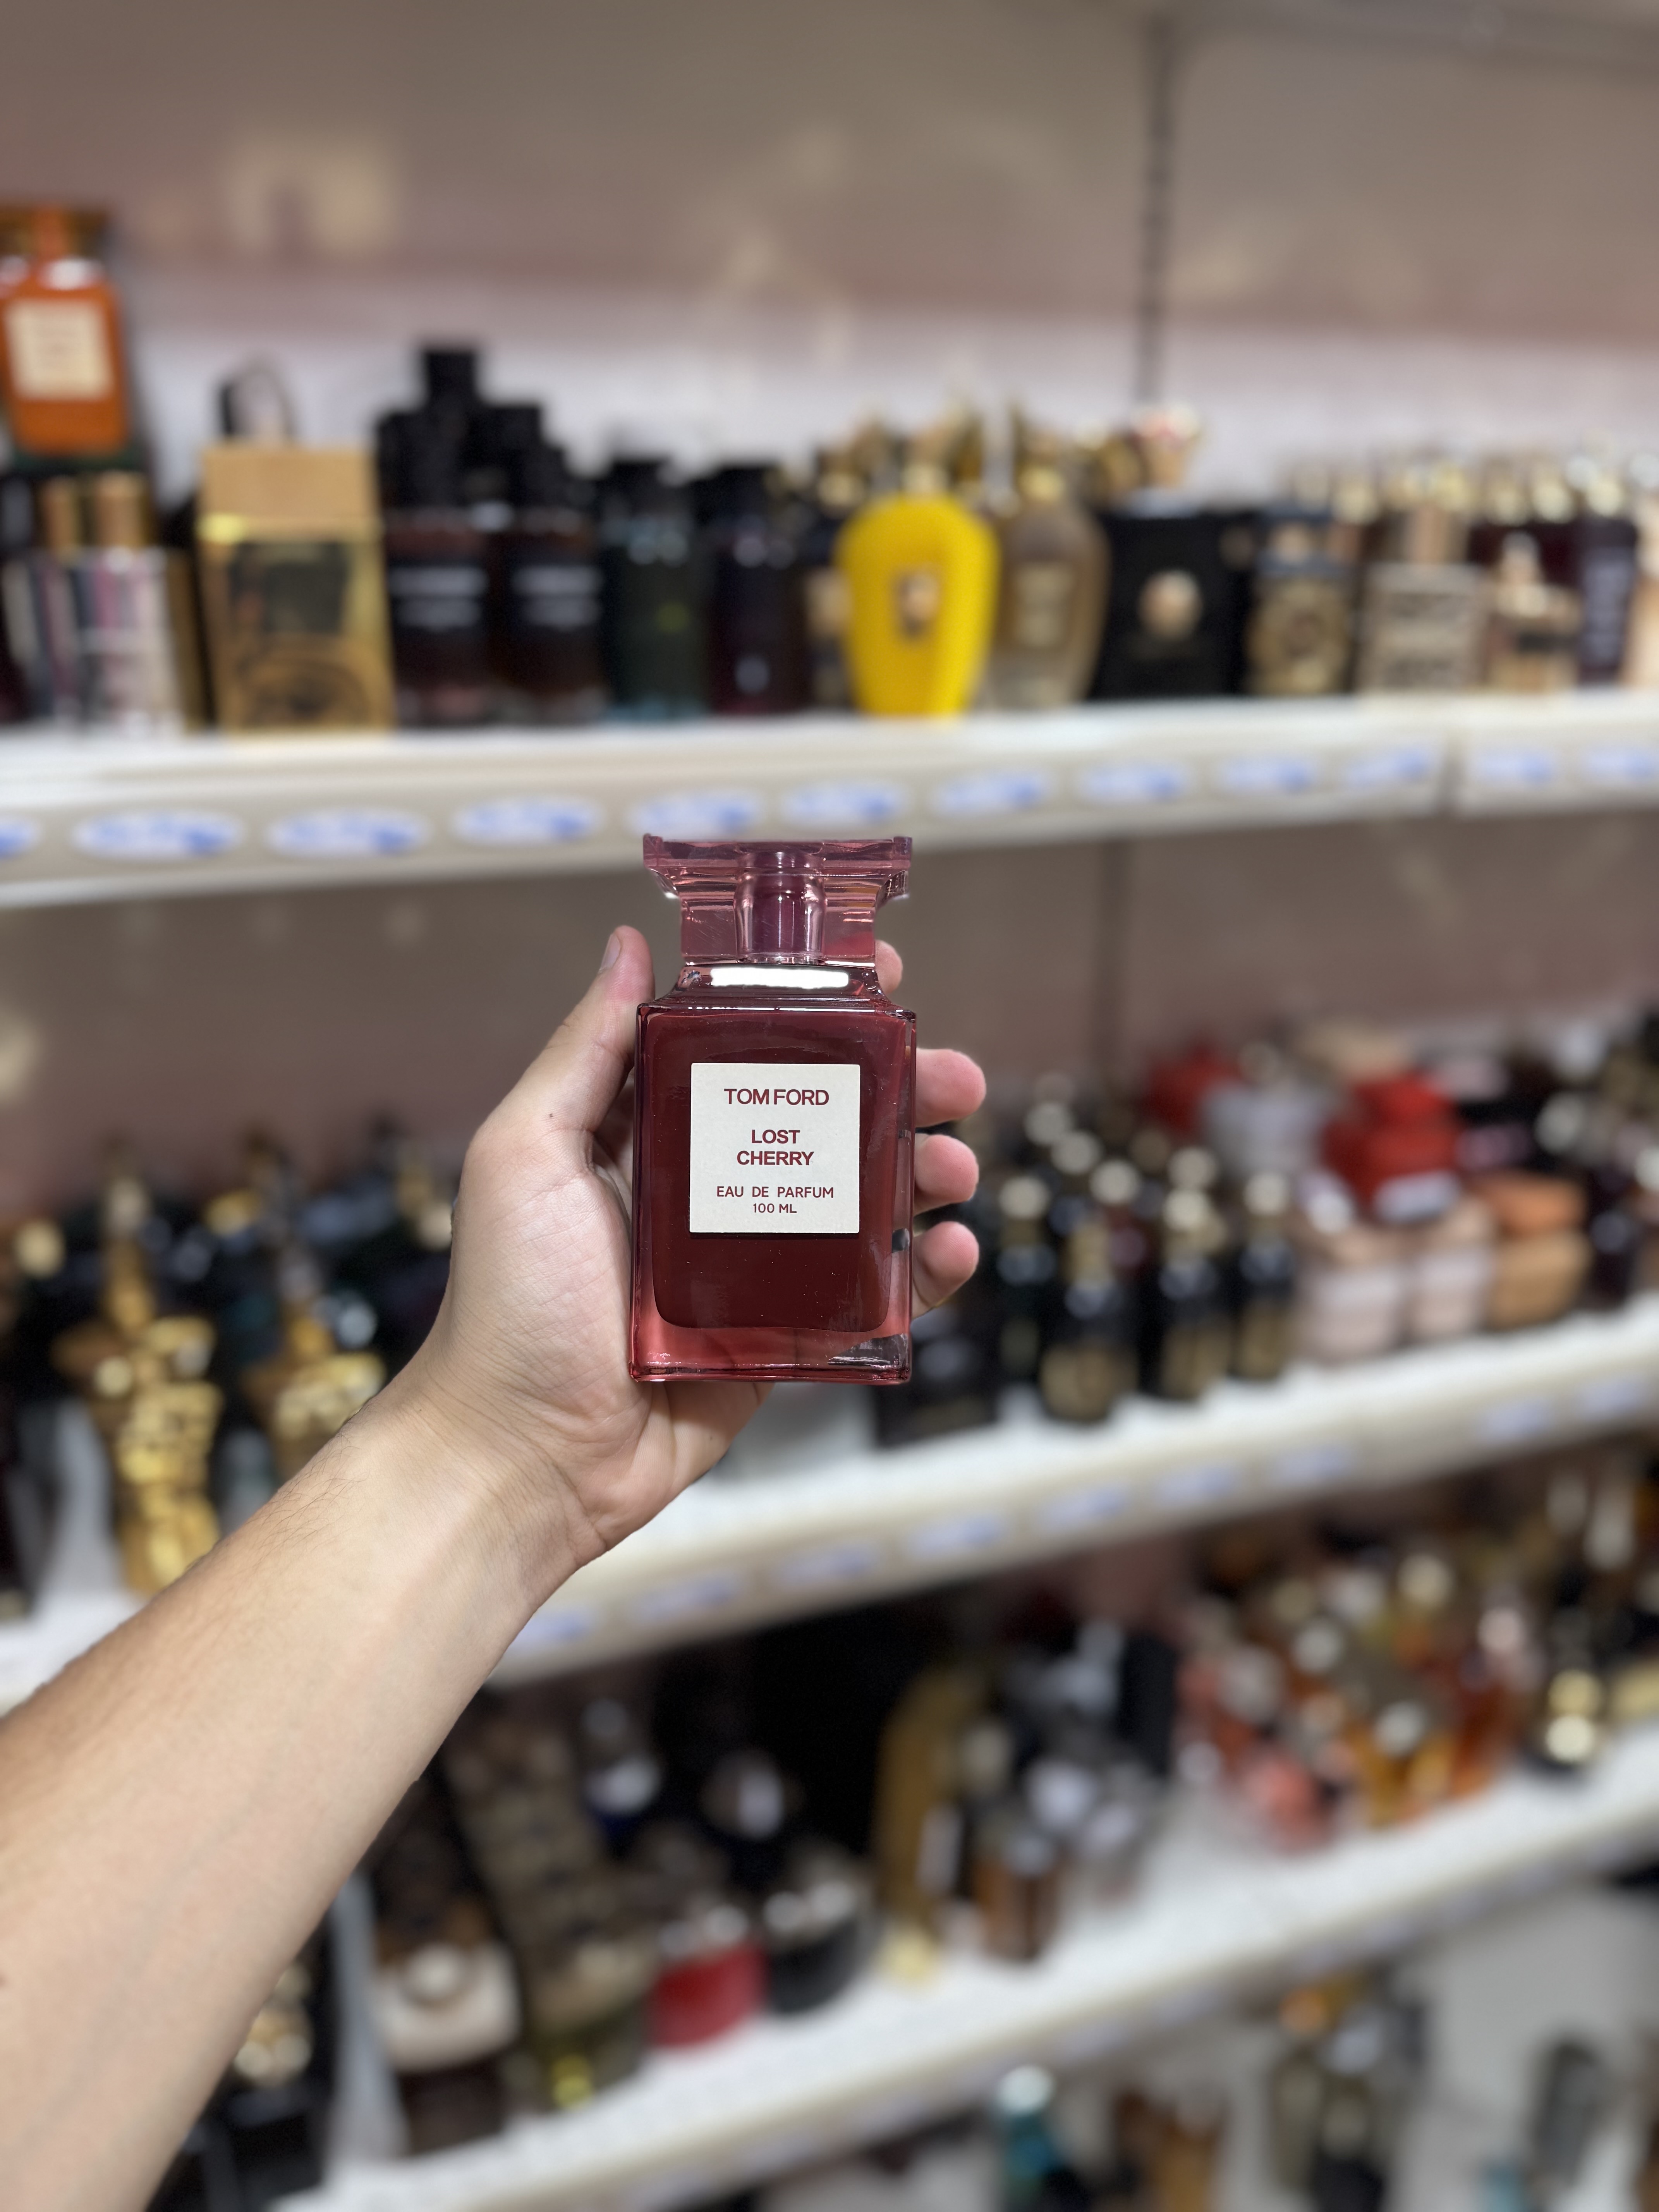 TOM FORD
LOST
CHERRY
EAU DE PARFUM
100 ML